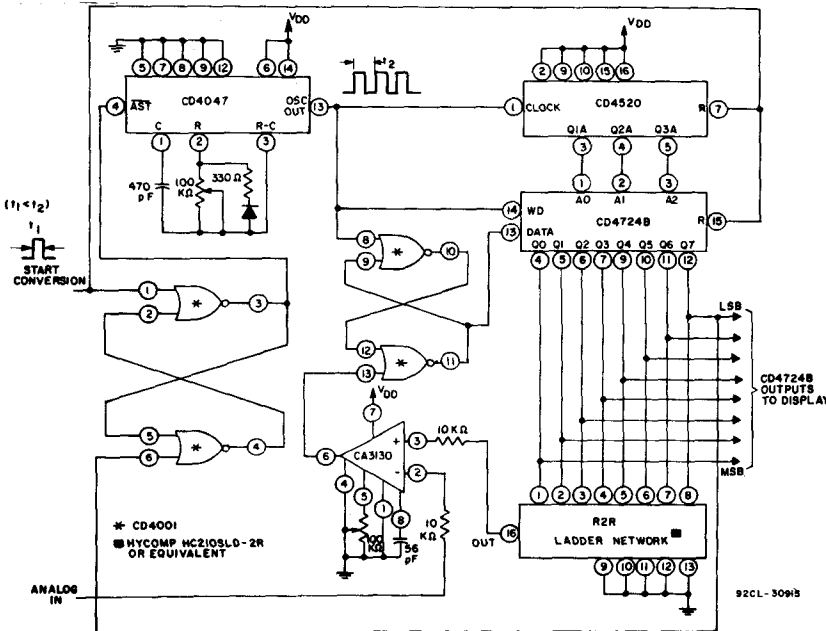 VDD
5 7 8 9 12
6 14
4 AST CD4047 OSC OUT 13
C R R-C
1 2 3
470 pF
100 KΩ
330Ω
t2
VDD
2 9 10 15 16
1 CLOCK CD4520 R 7
Q1A Q2A Q3A
3 4 5
1 2 3
A0 A1 A2
14 WD CD4724B R 15
13 DATA
Q0 Q1 Q2 Q3 Q4 Q5 Q6 Q7
4 5 6 7 9 10 11 12
(t1 < t2)
t1
START CONVERSION
1 * 3
2
5 * 4
6
8 * 10
9
12 * 11
13
VDD
7
6 CA3130 + 3 10KΩ
- 2
4 5 1 8
100 KΩ
56 pF
10 KΩ
LSB
CD4724B OUTPUTS TO DISPLAY
MSB
1 2 3 4 5 6 7 8
OUT 16 R2R LADDER NETWORK ■
9 10 11 12 13
* CD4001
■ HYCOMP HC210SLD-2R
OR EQUIVALENT
ANALOG IN
92CL-30915